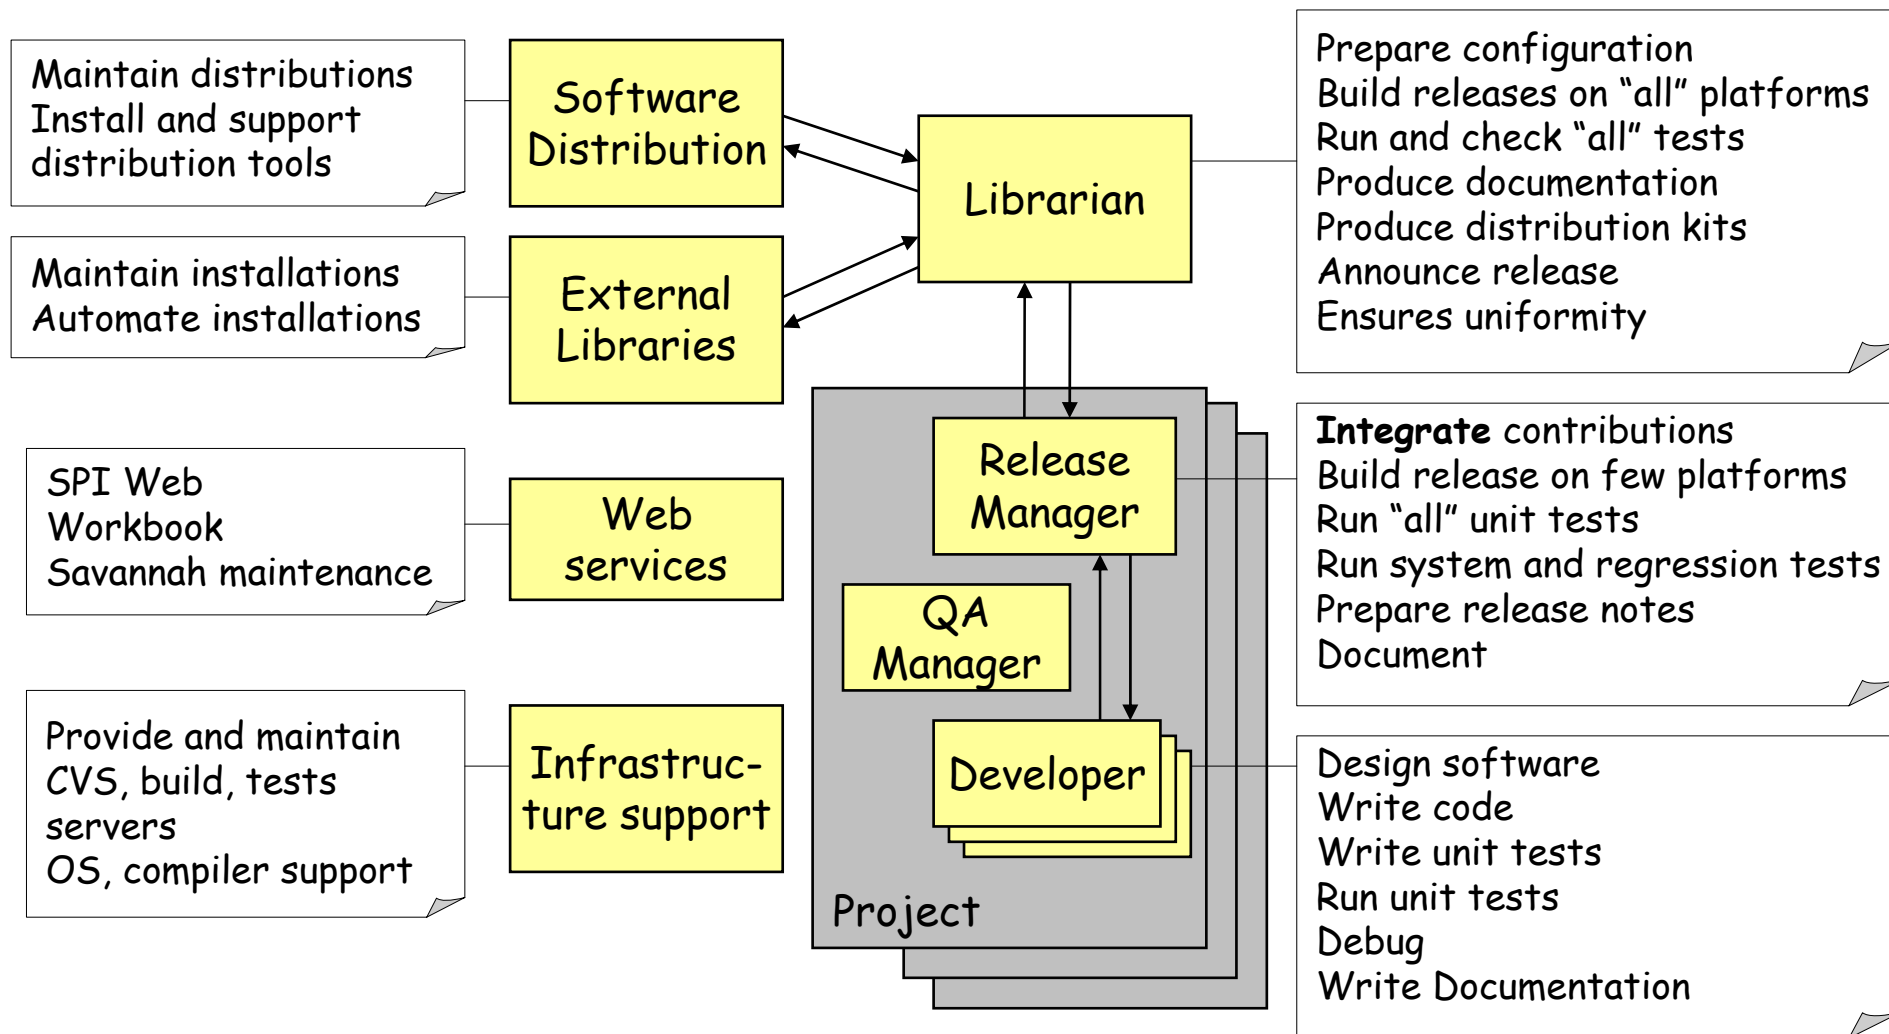 Maintain distributions
Install and support
distribution tools
Software
Distribution
Librarian
Prepare configuration
Build releases on “all” platforms
Run and check “all” tests
Produce documentation
Produce distribution kits
Announce release
Ensures uniformity
Maintain installations
Automate installations
External
Libraries
SPI Web
Workbook
Savannah maintenance
Web
services
Release
Manager
Integrate contributions
Build release on few platforms
Run “all” unit tests
Run system and regression tests
Prepare release notes
Document
QA
Manager
Provide and maintain
CVS, build, tests
servers
OS, compiler support
Infrastruc-
ture support
Developer
Project
Design software
Write code
Write unit tests
Run unit tests
Debug
Write Documentation